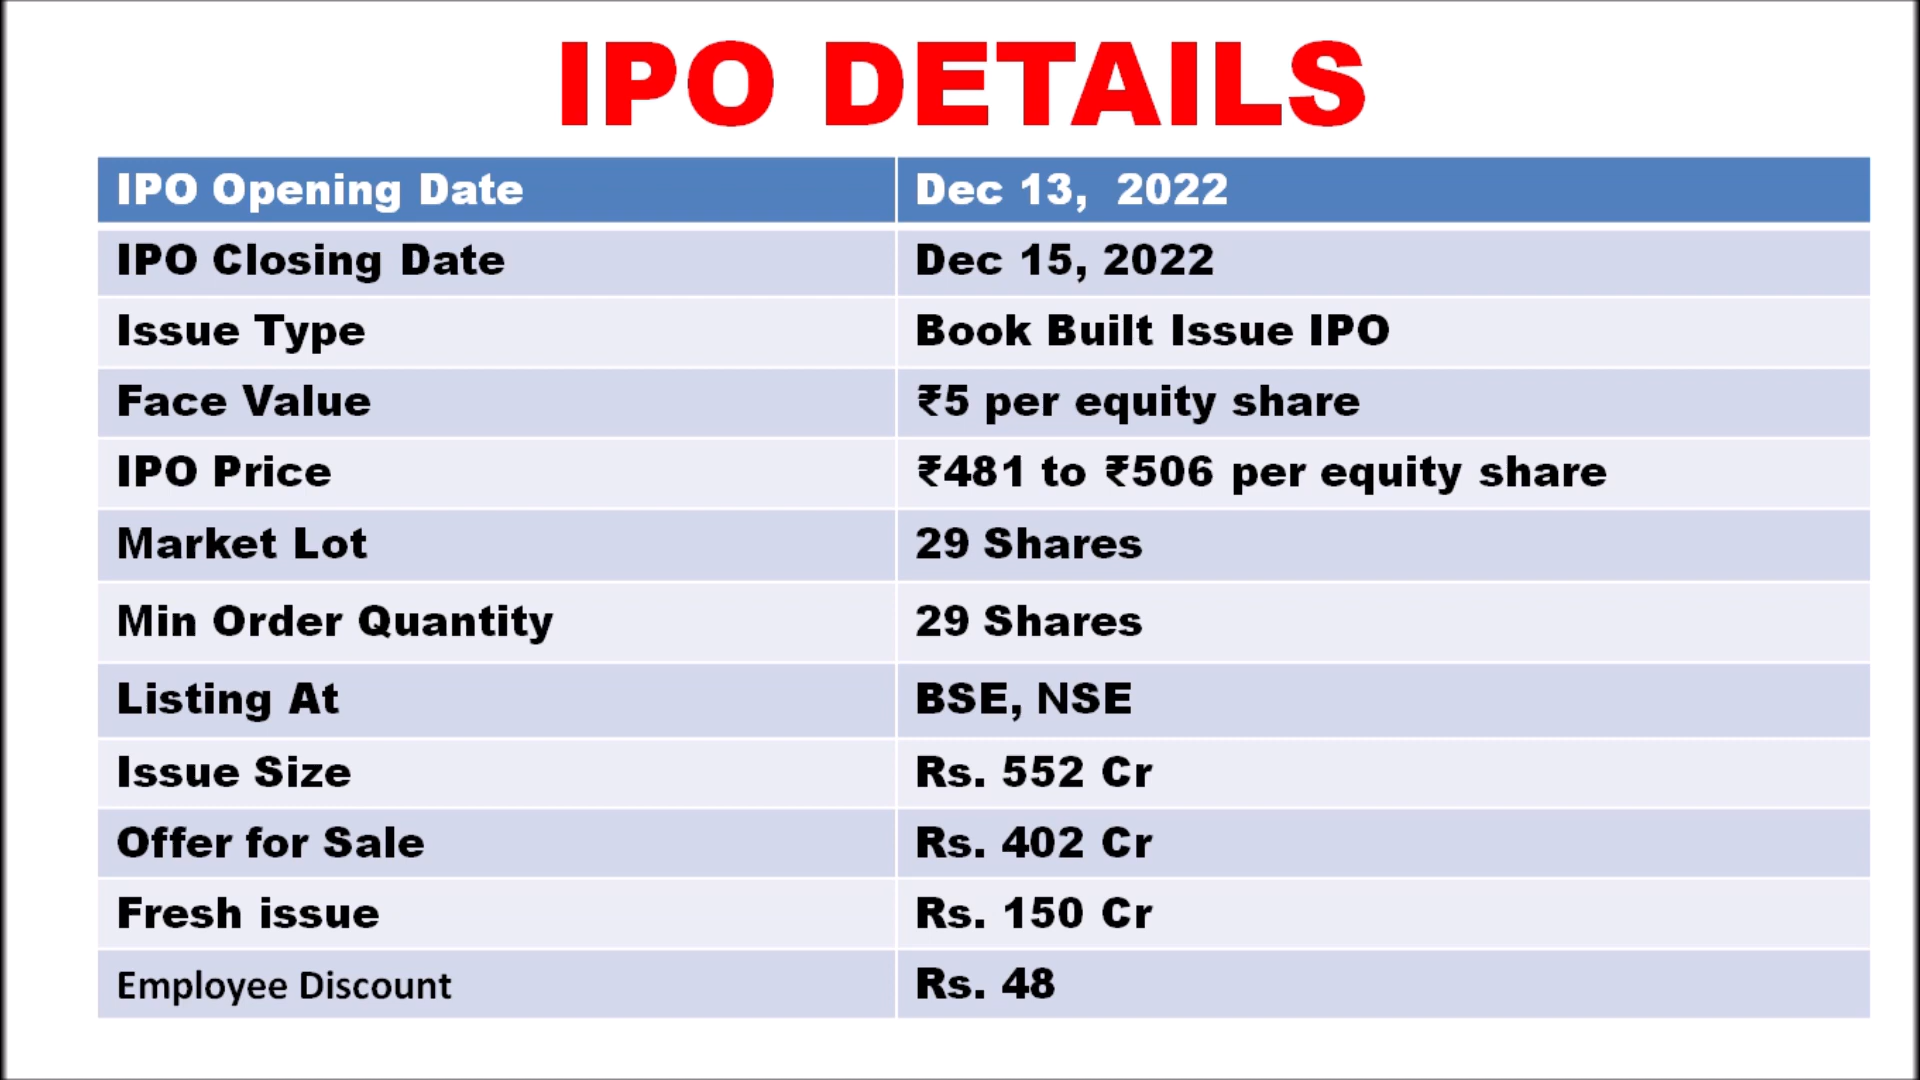 IPO DETAILS
IPO Opening Date Dec 13, 2022
IPO Closing Date Dec 15, 2022
Issue Type Book Built Issue IPO
Face Value ₹5 per equity share
IPO Price ₹481 to ₹506 per equity share
Market Lot 29 Shares
Min Order Quantity 29 Shares
Listing At BSE, NSE
Issue Size Rs. 552 Cr
Offer for Sale Rs. 402 Cr
Fresh issue Rs. 150 Cr
Employee Discount Rs. 48